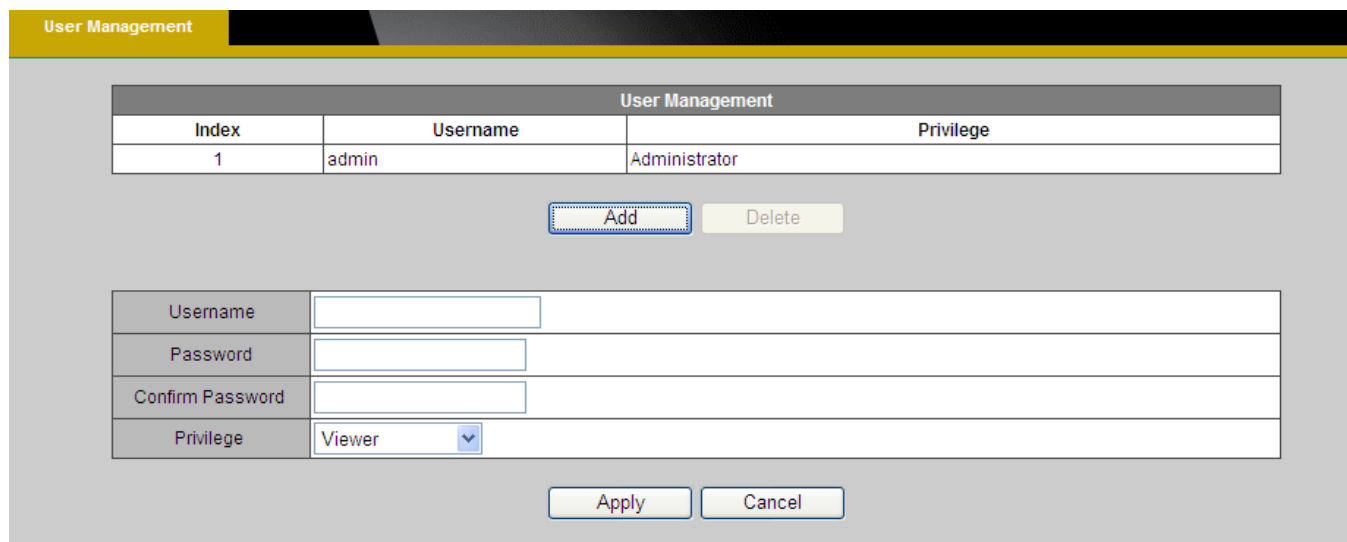 User Management
User Management
Index Username Privilege
1 admin Administrator
Add Delete
Username
Password
Confirm Password
Privilege Viewer
Apply Cancel